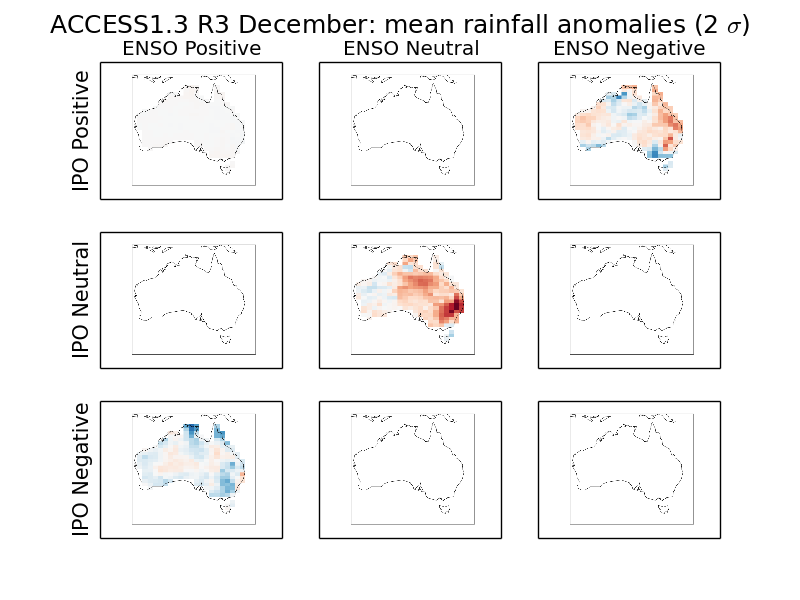 ACCESS1.3 R3 December: mean rainfall anomalies (2 σ)
ENSO Positive ENSO Neutral ENSO Negative
IPO Positive
IPO Neutral
IPO Negative